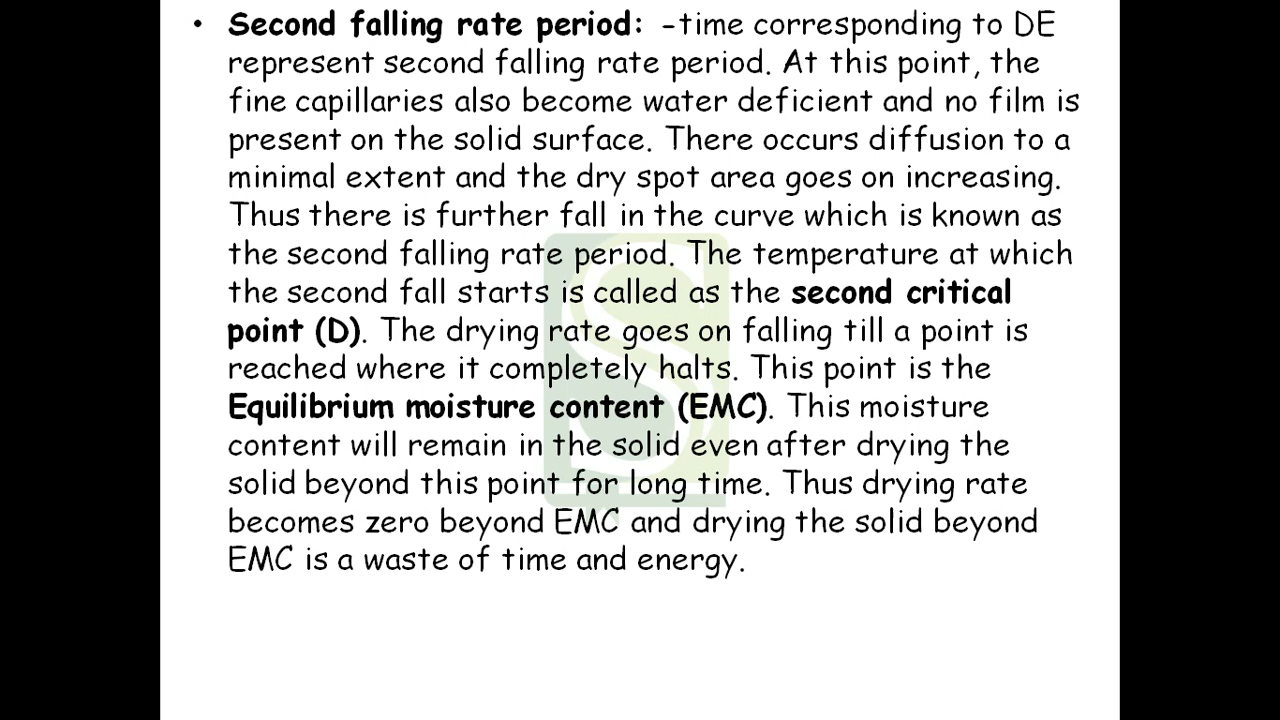 • Second falling rate period: -time corresponding to DE
represent second falling rate period. At this point, the
fine capillaries also become water deficient and no film is
present on the solid surface. There occurs diffusion to a
minimal extent and the dry spot area goes on increasing.
Thus there is further fall in the curve which is known as
the second falling rate period. The temperature at which
the second fall starts is called as the second critical
point (D). The drying rate goes on falling till a point is
reached where it completely halts. This point is the
Equilibrium moisture content (EMC). This moisture
content will remain in the solid even after drying the
solid beyond this point for long time. Thus drying rate
becomes zero beyond EMC and drying the solid beyond
EMC is a waste of time and energy.